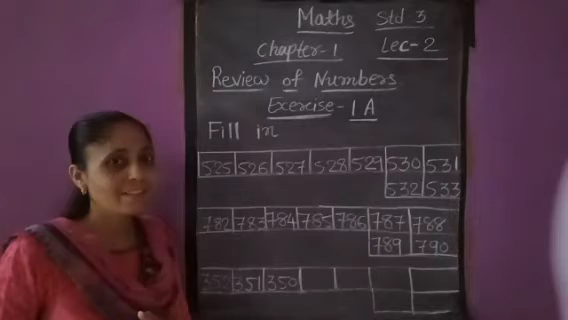 Maths Std 3
Chapter-1 Lec-2
Review of Numbers
Exercise-1A
Fill in
525 526 527 528 529 530 531
532 533
782 783 784 785 786 787 788
789 790
352 351 350